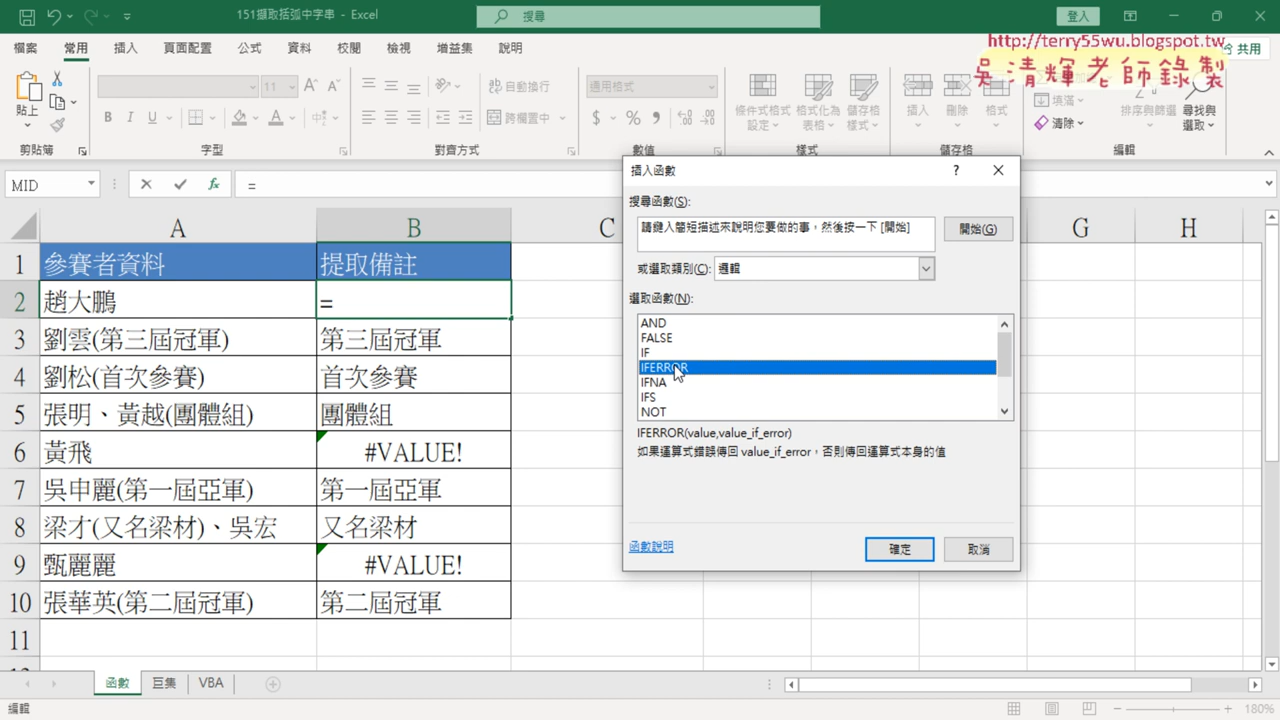 151擷取括弧中字串 - Excel
搜尋
登入
檔案 常用 插入 頁面配置 公式 資料 校閱 檢視 增益集 說明
共用
http://terry55wu.blogspot.tw
吳清輝老師錄製
貼上
11
自動換行
跨欄置中
通用格式
條件式格式設定
格式化為表格
儲存格樣式
插入
刪除
格式
填滿
清除
排序與篩選
尋找與選取
剪貼簿 字型 對齊方式 數值 樣式 儲存格 編輯
MID
=
A B C G H
1 參賽者資料 提取備註
2 趙大鵬 =
3 劉雲(第三屆冠軍) 第三屆冠軍
4 劉松(首次參賽) 首次參賽
5 張明、黃越(團體組) 團體組
6 黃飛 #VALUE!
7 吳申麗(第一屆亞軍) 第一屆亞軍
8 梁才(又名梁材)、吳宏 又名梁材
9 甄麗麗 #VALUE!
10 張華英(第二屆冠軍) 第二屆冠軍
11
插入函數
?
搜尋函數(S):
請鍵入簡短描述來說明您要做的事，然後按一下 [開始]
開始(G)
或選取類別(C): 邏輯
選取函數(N):
AND
FALSE
IF
IFERROR
IFNA
IFS
NOT
IFERROR(value,value_if_error)
如果運算式錯誤傳回 value_if_error，否則傳回運算式本身的值
函數說明
確定
取消
函數 巨集 VBA
編輯
180%